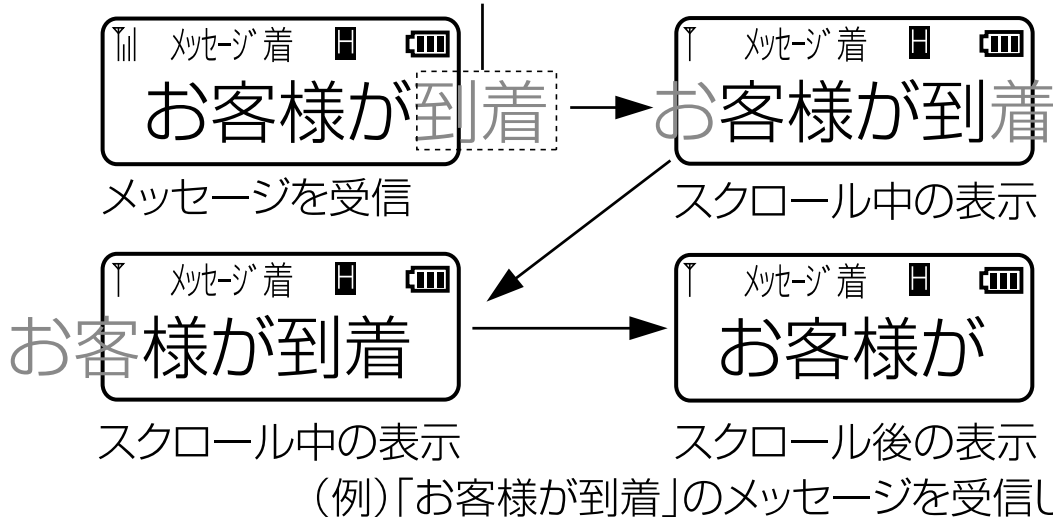 メッセージ着
お客様が到着
メッセージを受信
メッセージ着
お客様が到着
スクロール中の表示
メッセージ着
お客様が到着
スクロール中の表示
メッセージ着
お客様が
スクロール後の表示
(例)「お客様が到着」のメッセージを受信し